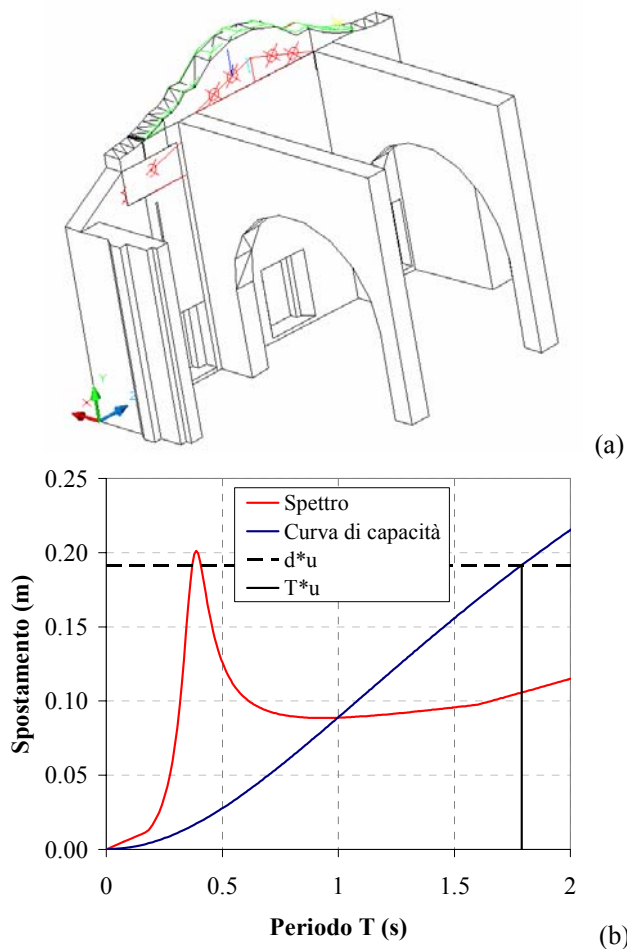 Y
X
Z
(a)
0.25
0.20
0.15
0.10
0.05
0.00
Spostamento (m)
Spettro
Curva di capacità
d*u
T*u
0
0.5
1
1.5
2
Periodo T (s)
(b)